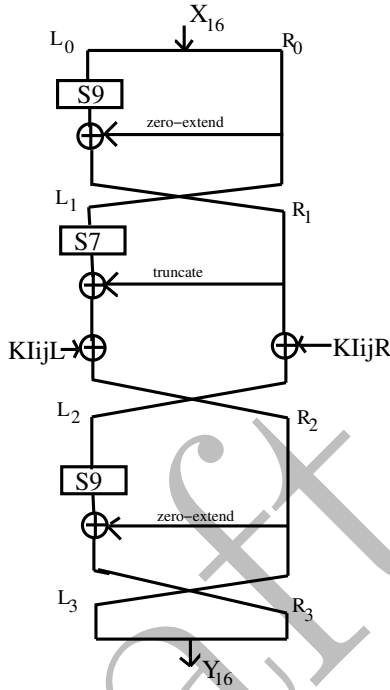 X16
L0 R0
S9
zero-extend
L1 R1
S7
truncate
KIijL KIijR
L2 R2
S9
zero-extend
L3 R3
Y16